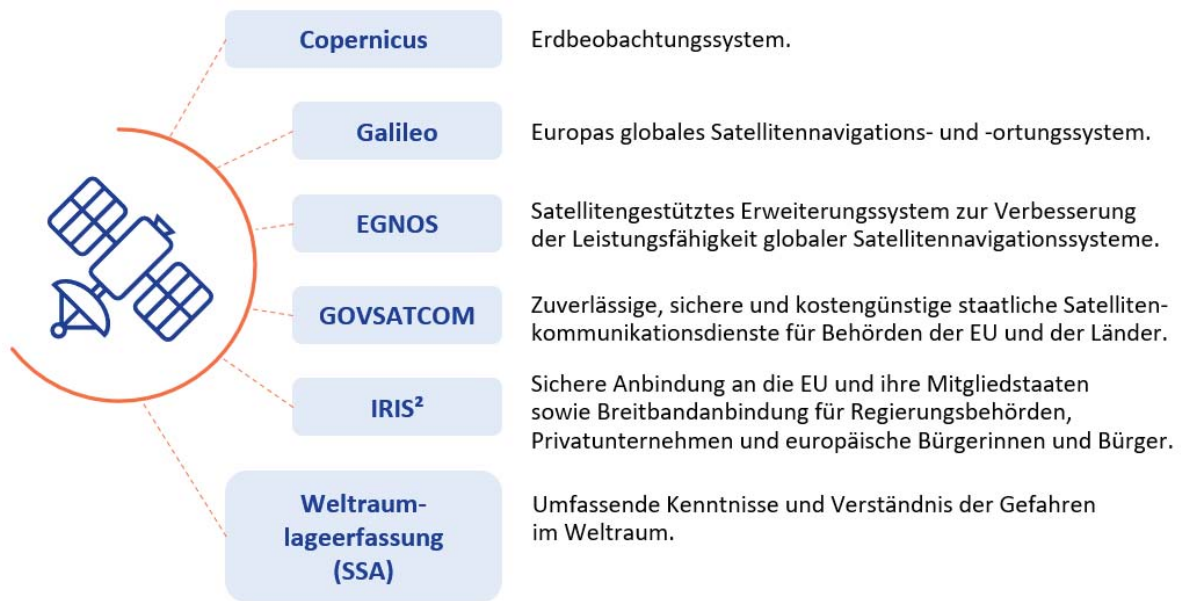 Copernicus
Erdbeobachtungssystem.
Galileo
Europas globales Satellitennavigations- und -ortungssystem.
EGNOS
Satellitengestütztes Erweiterungssystem zur Verbesserung
der Leistungsfähigkeit globaler Satellitennavigationssysteme.
GOVSATCOM
Zuverlässige, sichere und kostengünstige staatliche Satelliten-
kommunikationsdienste für Behörden der EU und der Länder.
IRIS²
Sichere Anbindung an die EU und ihre Mitgliedstaaten
sowie Breitbandanbindung für Regierungsbehörden,
Privatunternehmen und europäische Bürgerinnen und Bürger.
Weltraum-
lageerfassung
(SSA)
Umfassende Kenntnisse und Verständnis der Gefahren
im Weltraum.